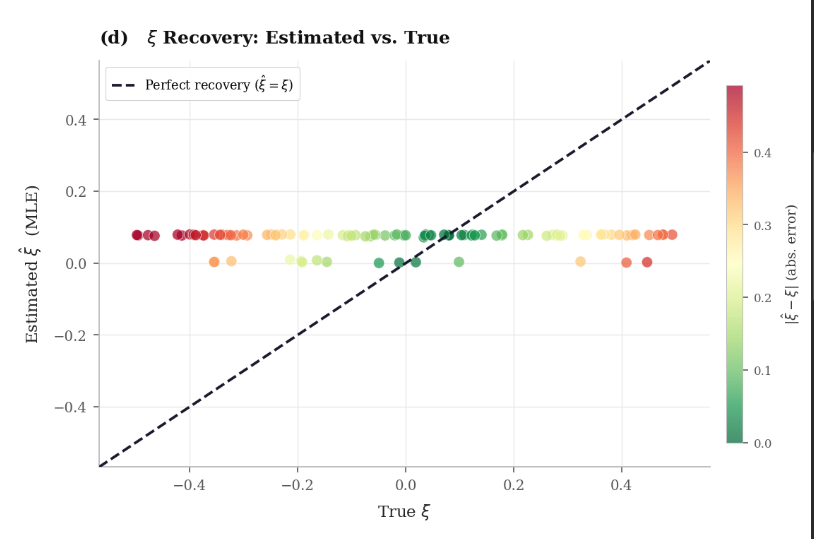 (d) ξ Recovery: Estimated vs. True
Perfect recovery (ξ̂ = ξ)
Estimated ξ̂ (MLE)
0.4
0.2
0.0
−0.2
−0.4
−0.4 −0.2 0.0 0.2 0.4
True ξ
0.4
0.3
0.2
0.1
0.0
|ξ̂ − ξ| (abs. error)